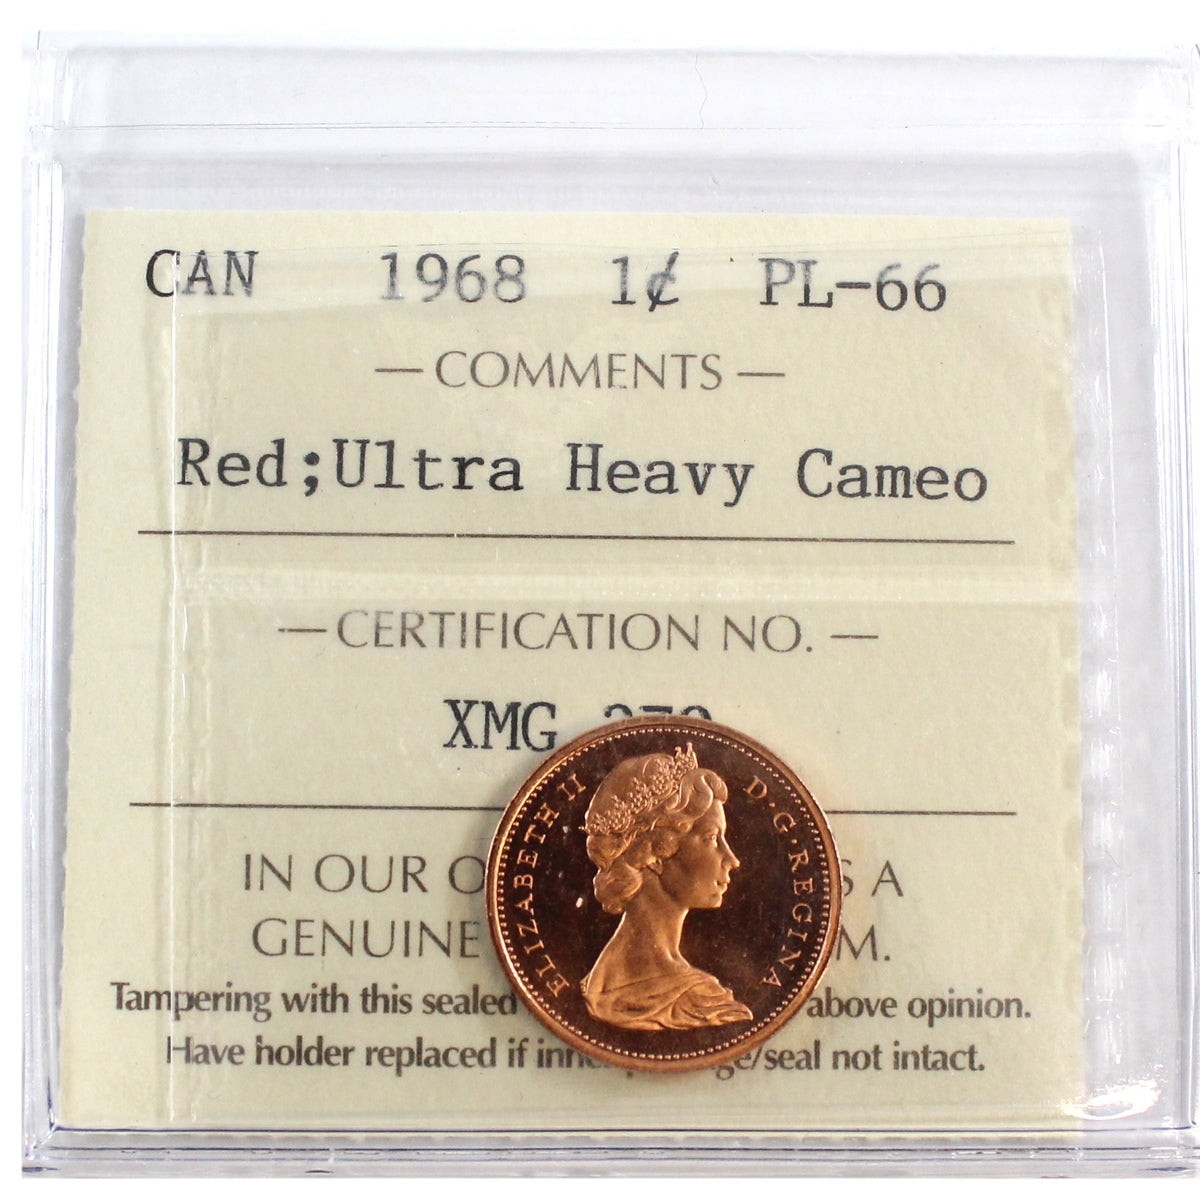 CAN 1968 1¢ PL-66
— COMMENTS —
Red;Ultra Heavy Cameo
— CERTIFICATION NO. —
XMG
ELIZABETH II D·G·REGINA
IN OUR A
GENUINE M.
Tampering with this sealed above opinion.
Have holder replaced if /seal not intact.